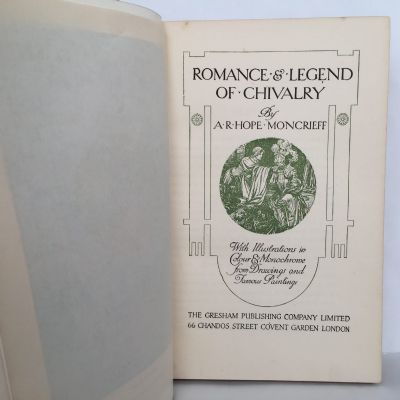 ROMANCE·&·LEGEND
OF·CHIVALRY
By
A·R·HOPE·MONCRIEFF
With Illustrations in
Colour & Monochrome
from Drawings and
Famous Paintings
THE GRESHAM PUBLISHING COMPANY LIMITED
66 CHANDOS STREET COVENT GARDEN LONDON